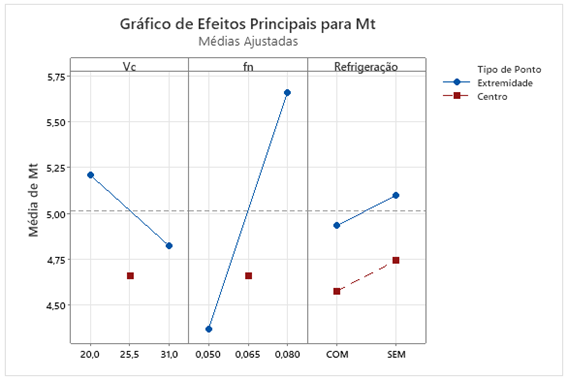 Gráfico de Efeitos Principais para Mt
Médias Ajustadas
Vc fn Refrigeração
Tipo de Ponto
Extremidade
Centro
Média de Mt
5,75
5,50
5,25
5,00
4,75
4,50
20,0 25,5 31,0 0,050 0,065 0,080 COM SEM